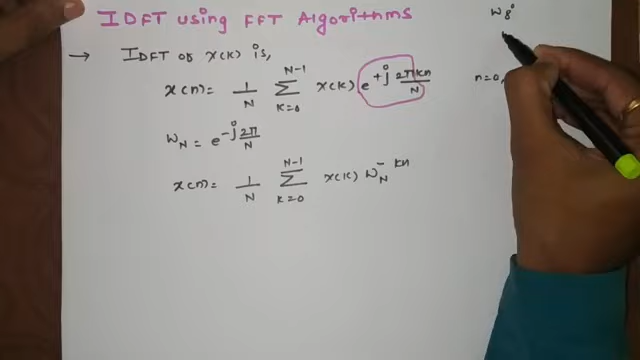 IDFT using FFT Algorithms
W₈⁰
→ IDFT of X(K) is,
x(n) = 1/N Σ_{K=0}^{N-1} X(K) e^{+j 2πKn/N} n=0,
W_N = e^{-j 2π/N}
x(n) = 1/N Σ_{K=0}^{N-1} X(K) W_N^{-Kn}